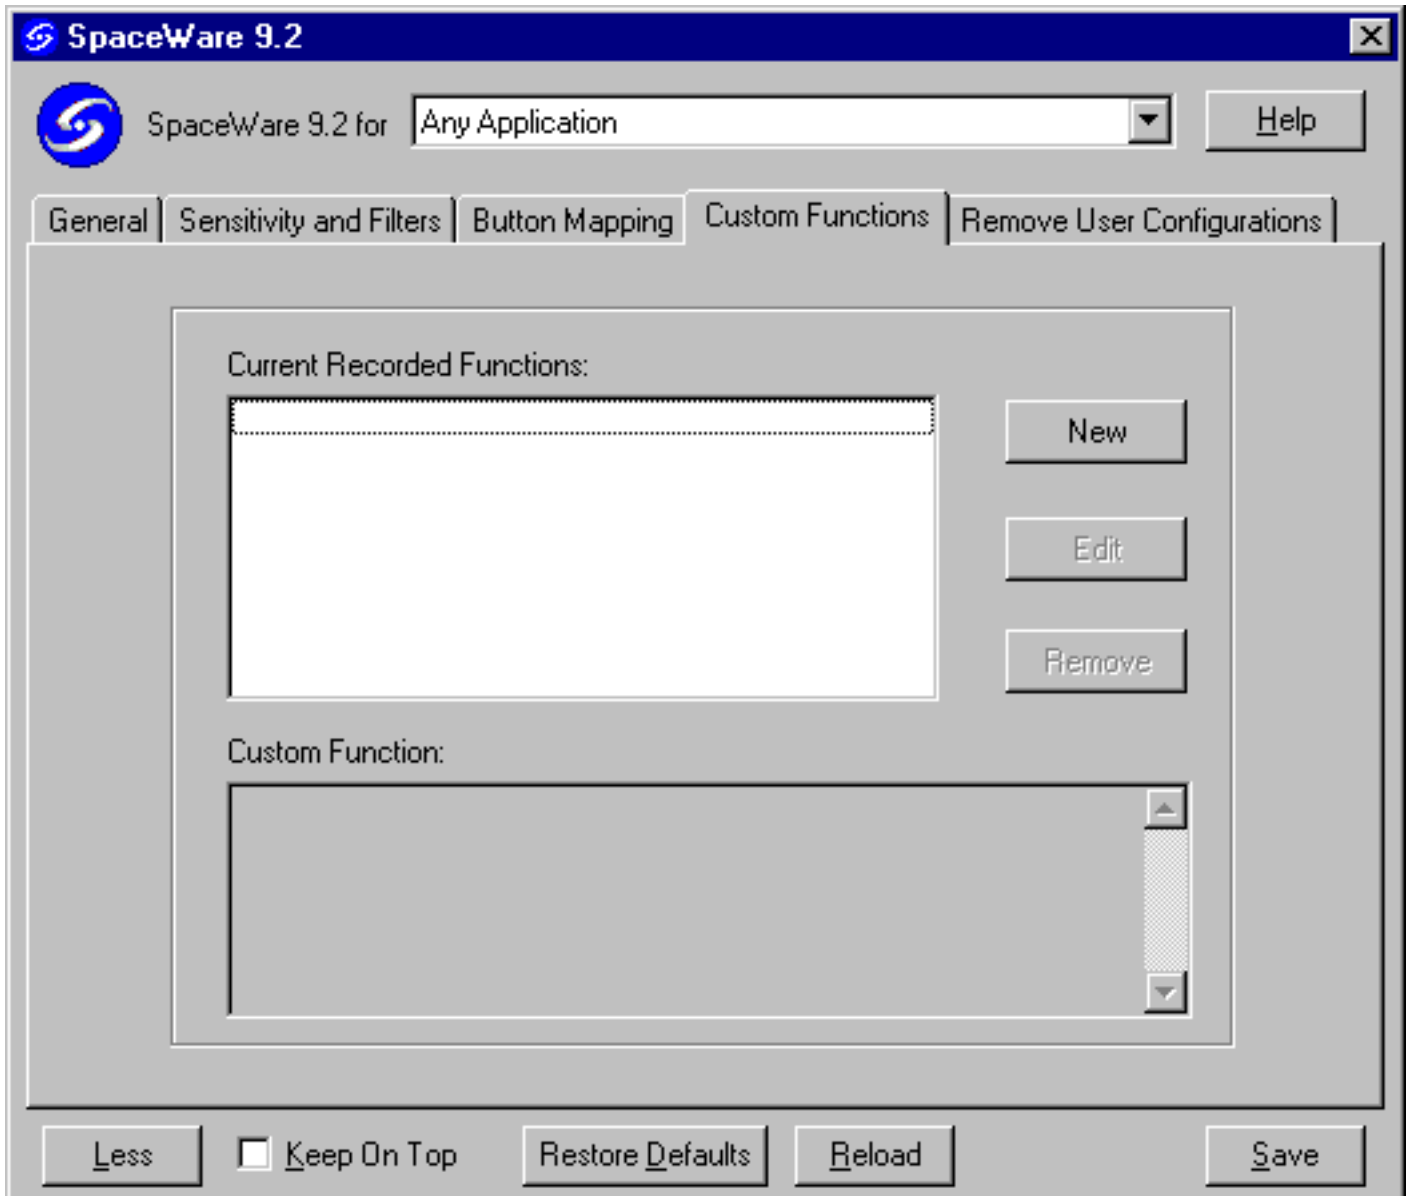 SpaceWare 9.2
SpaceWare 9.2 for Any Application Help
General Sensitivity and Filters Button Mapping Custom Functions Remove User Configurations
Current Recorded Functions:
New
Edit
Remove
Custom Function:
Less Keep On Top Restore Defaults Reload Save